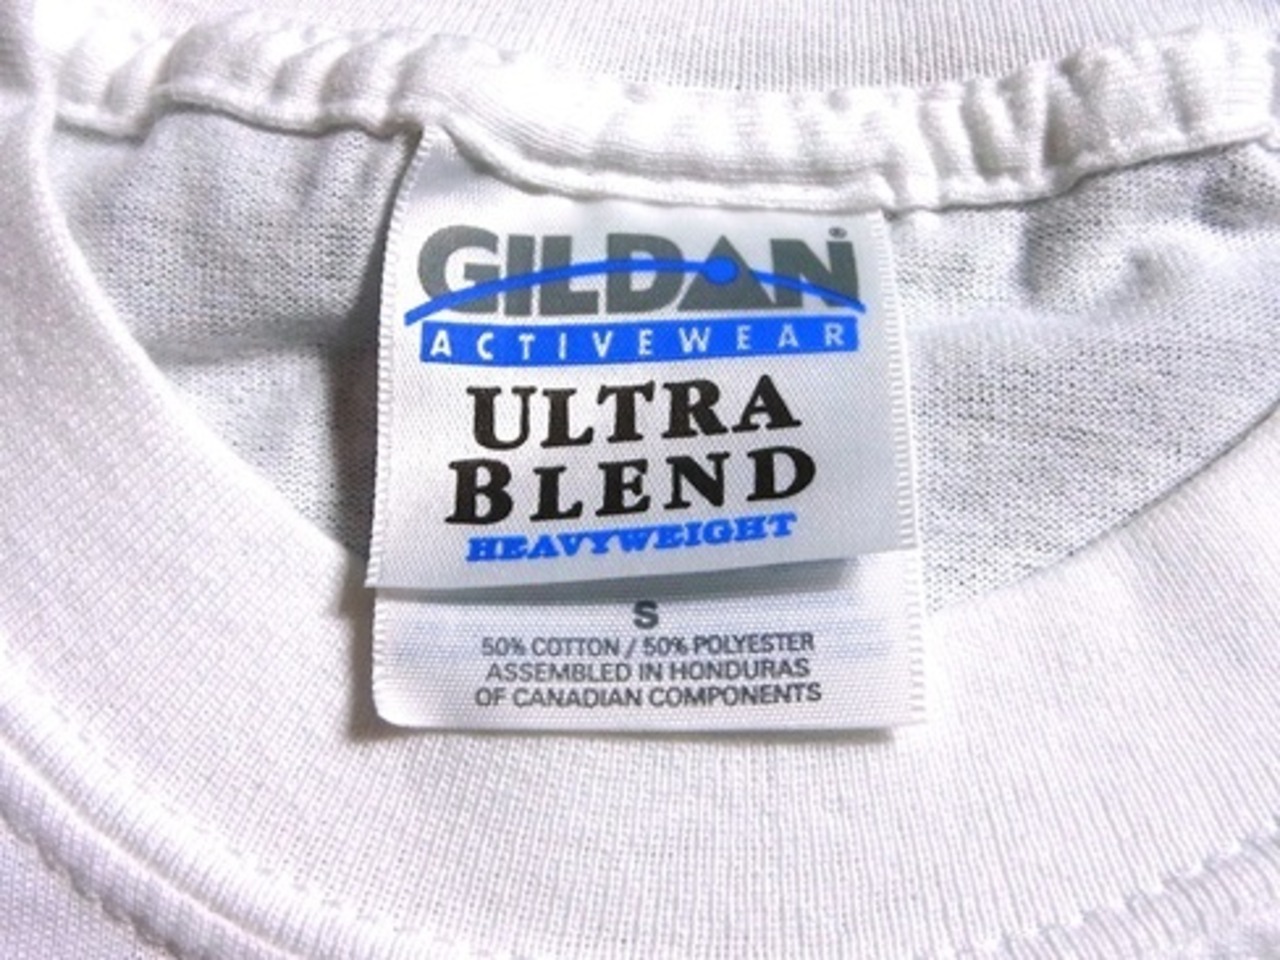 GILDAN®
ACTIVEWEAR
ULTRA
BLEND
HEAVYWEIGHT
S
50% COTTON / 50% POLYESTER
ASSEMBLED IN HONDURAS
OF CANADIAN COMPONENTS